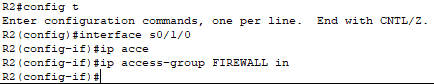 R2#config t
Enter configuration commands, one per line.  End with CNTL/Z.
R2(config)#interface s0/1/0
R2(config-if)#ip acce
R2(config-if)#ip access-group FIREWALL in
R2(config-if)#